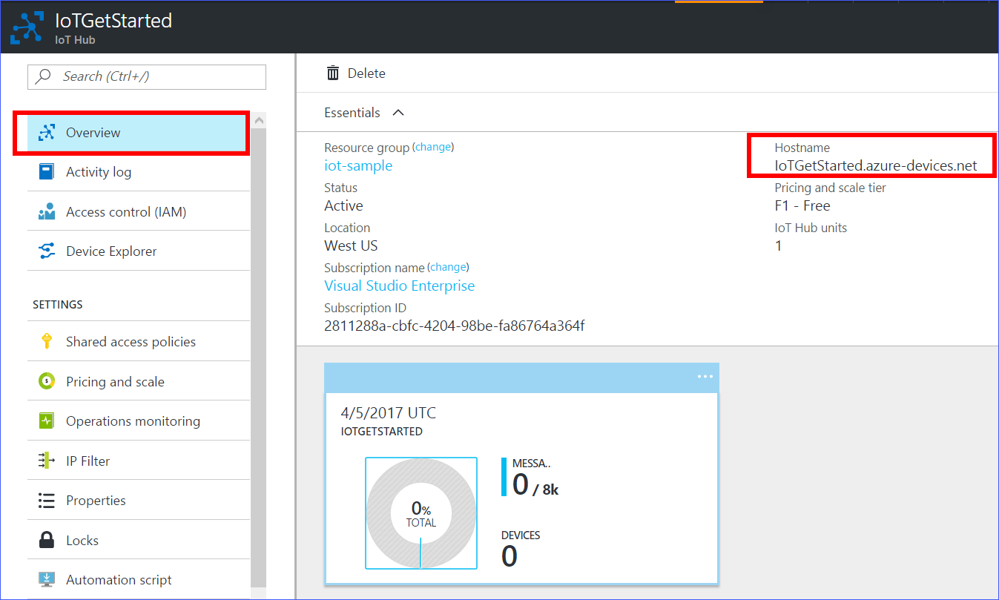 IoTGetStarted
IoT Hub
Search (Ctrl+/)
Overview
Activity log
Access control (IAM)
Device Explorer
SETTINGS
Shared access policies
Pricing and scale
Operations monitoring
IP Filter
Properties
Locks
Automation script
Delete
Essentials
Resource group (change)
iot-sample
Status
Active
Location
West US
Subscription name (change)
Visual Studio Enterprise
Subscription ID
2811288a-cbfc-4204-98be-fa86764a364f
Hostname
IoTGetStarted.azure-devices.net
Pricing and scale tier
F1 - Free
IoT Hub units
1
4/5/2017 UTC
IOTGETSTARTED
0%
TOTAL
MESSA..
0 / 8k
DEVICES
0